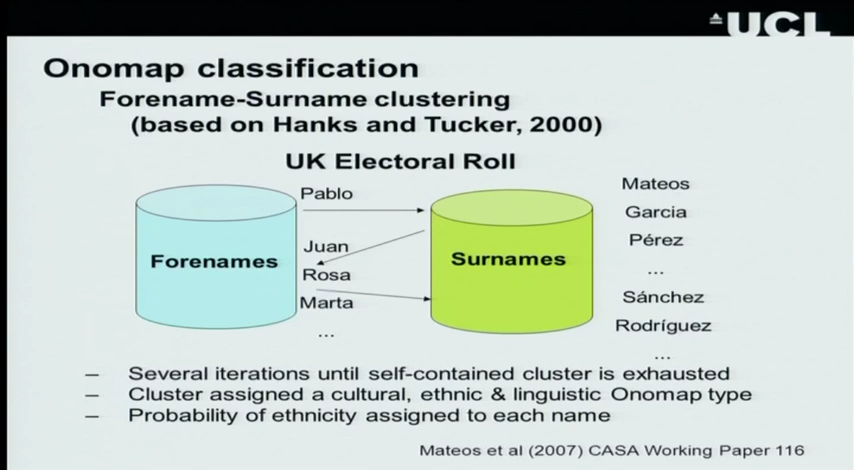 UCL
Onomap classification
Forename-Surname clustering
(based on Hanks and Tucker, 2000)
UK Electoral Roll
Forenames
Pablo
Juan
Rosa
Marta
...
Surnames
Mateos
Garcia
Pérez
...
Sánchez
Rodríguez
...
– Several iterations until self-contained cluster is exhausted
– Cluster assigned a cultural, ethnic & linguistic Onomap type
– Probability of ethnicity assigned to each name
Mateos et al (2007) CASA Working Paper 116